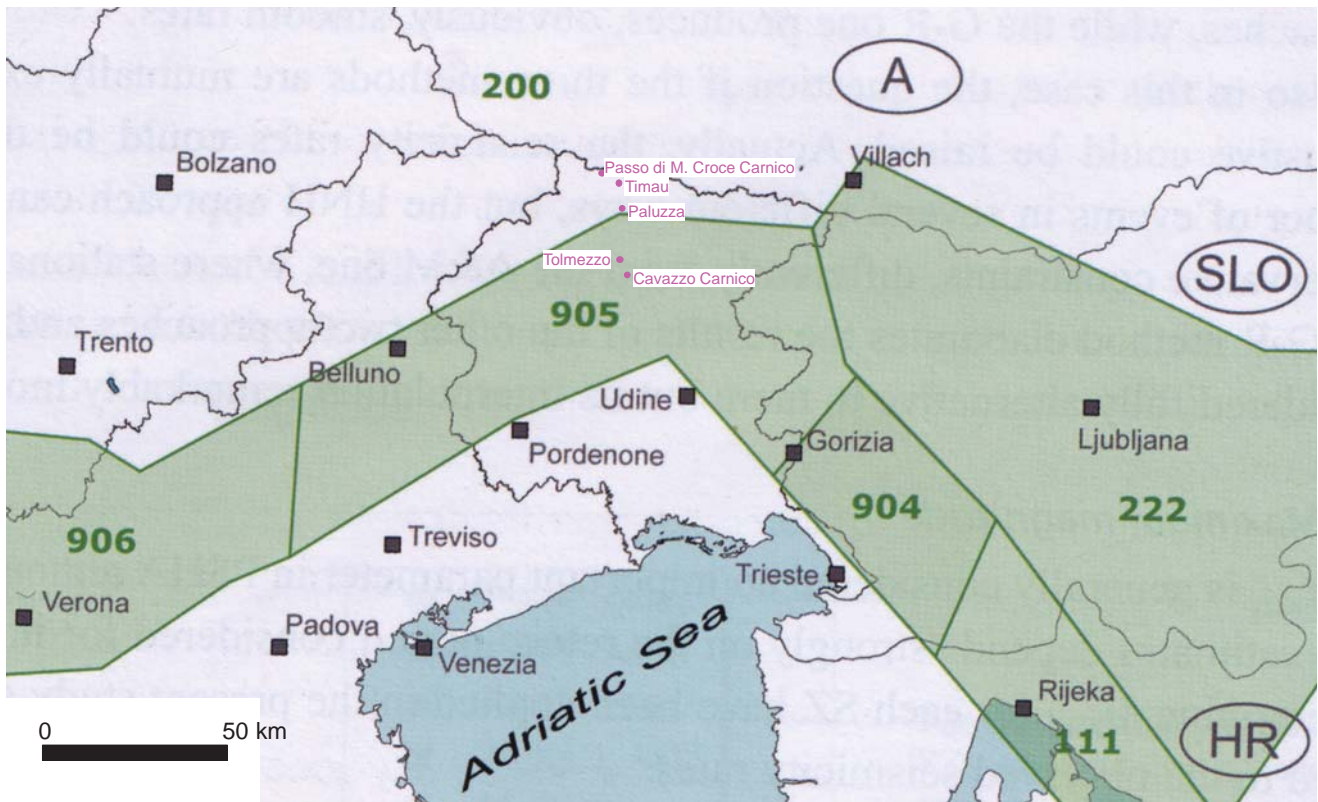 200
A
Bolzano
Passo di M. Croce Carnico
Villach
Timau
Paluzza
Tolmezzo
SLO
Cavazzo Carnico
905
Trento
Belluno
Udine
Ljubljana
Pordenone
Gorizia
904
222
906
Treviso
Trieste
Verona
Padova
Venezia
Adriatic Sea
Rijeka
111
HR
0 50 km